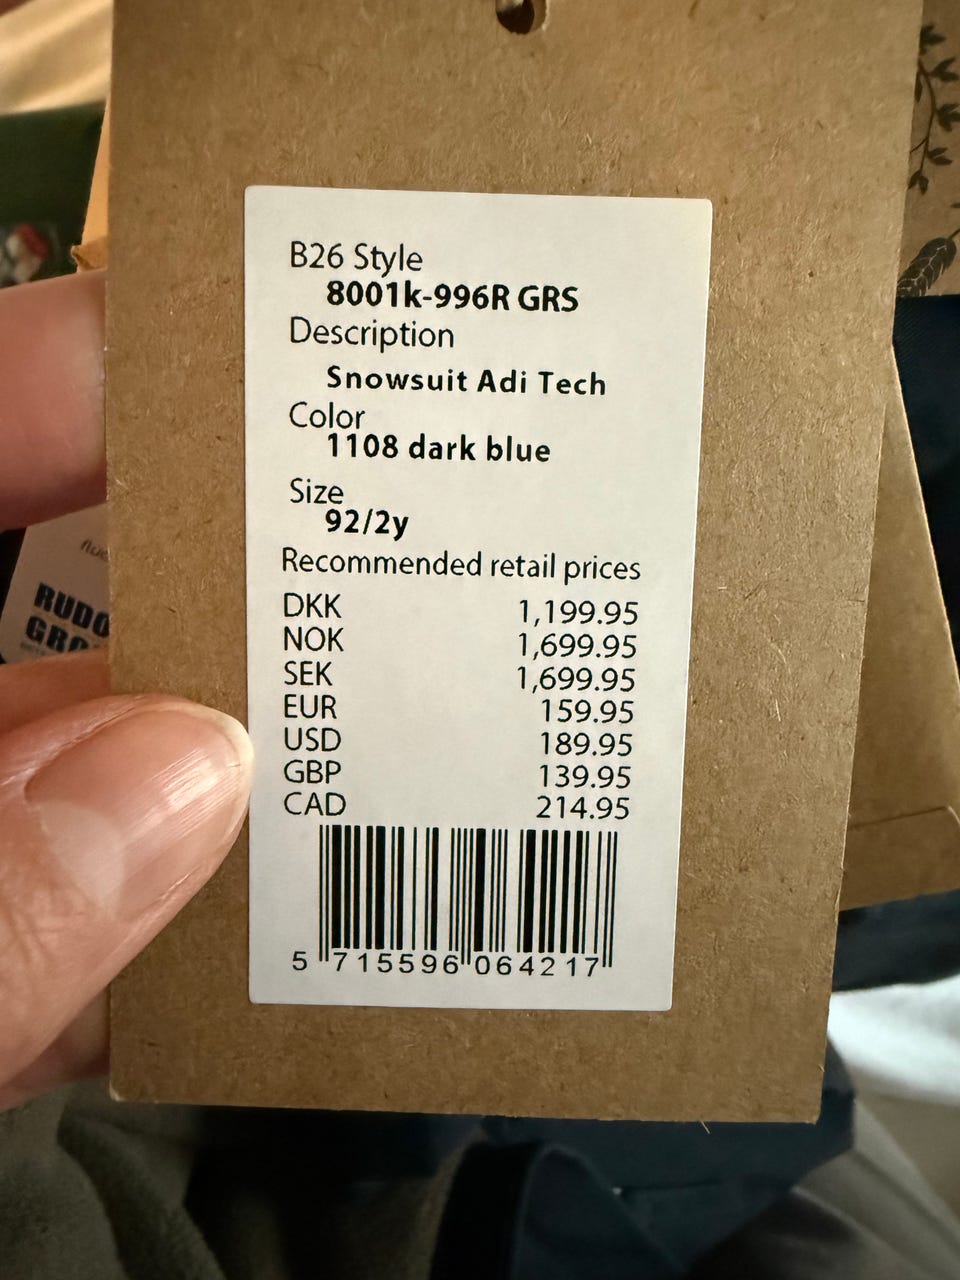 B26 Style
8001k-996R GRS
Description
Snowsuit Adi Tech
Color
1108 dark blue
Size
92/2y
Recommended retail prices
DKK 1,199.95
NOK 1,699.95
SEK 1,699.95
EUR 159.95
USD 189.95
GBP 139.95
CAD 214.95
5 715596 064217
RUDO
GRO